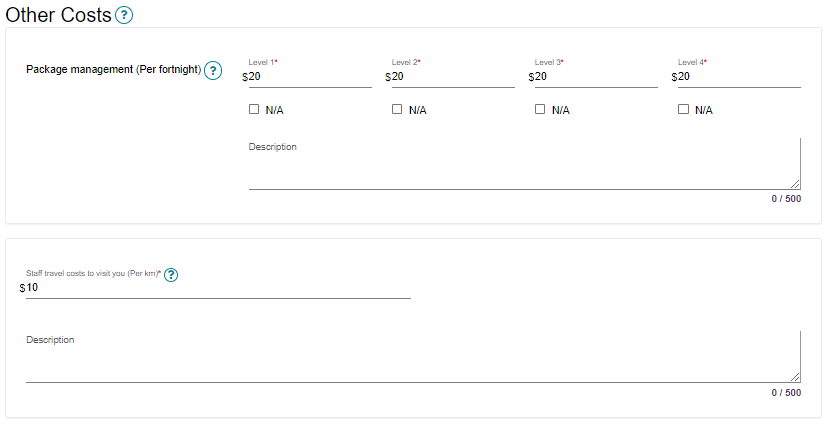 Other Costs ?
Package management (Per fortnight) ?
Level 1* Level 2* Level 3* Level 4*
$20 $20 $20 $20
N/A N/A N/A N/A
Description
0 / 500
Staff travel costs to visit you (Per km)* ?
$10
Description
0 / 500